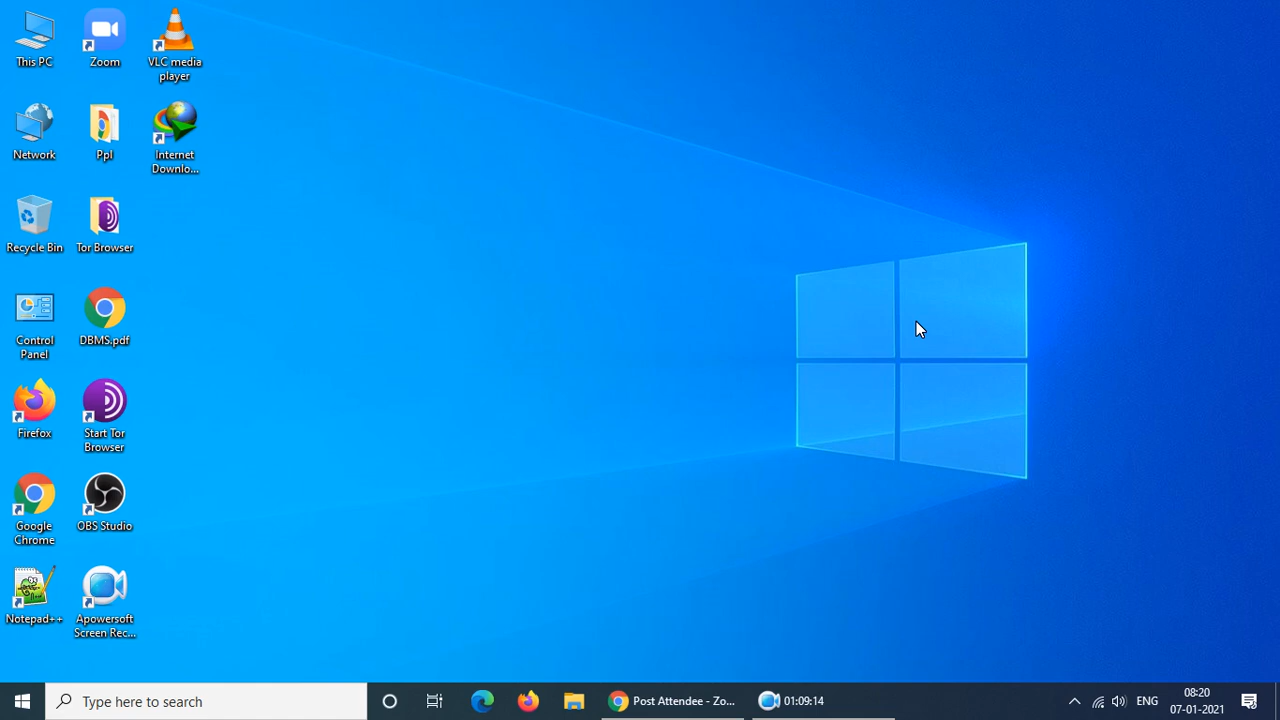 This PC
Zoom
VLC media
player
Network
Ppl
Internet
Downlo...
Recycle Bin
Tor Browser
Control
Panel
DBMS.pdf
Firefox
Start Tor
Browser
Google
Chrome
OBS Studio
Notepad++
Apowersoft
Screen Rec...
Type here to search
Post Attendee - Zo...
01:09:14
ENG
08:20
07-01-2021